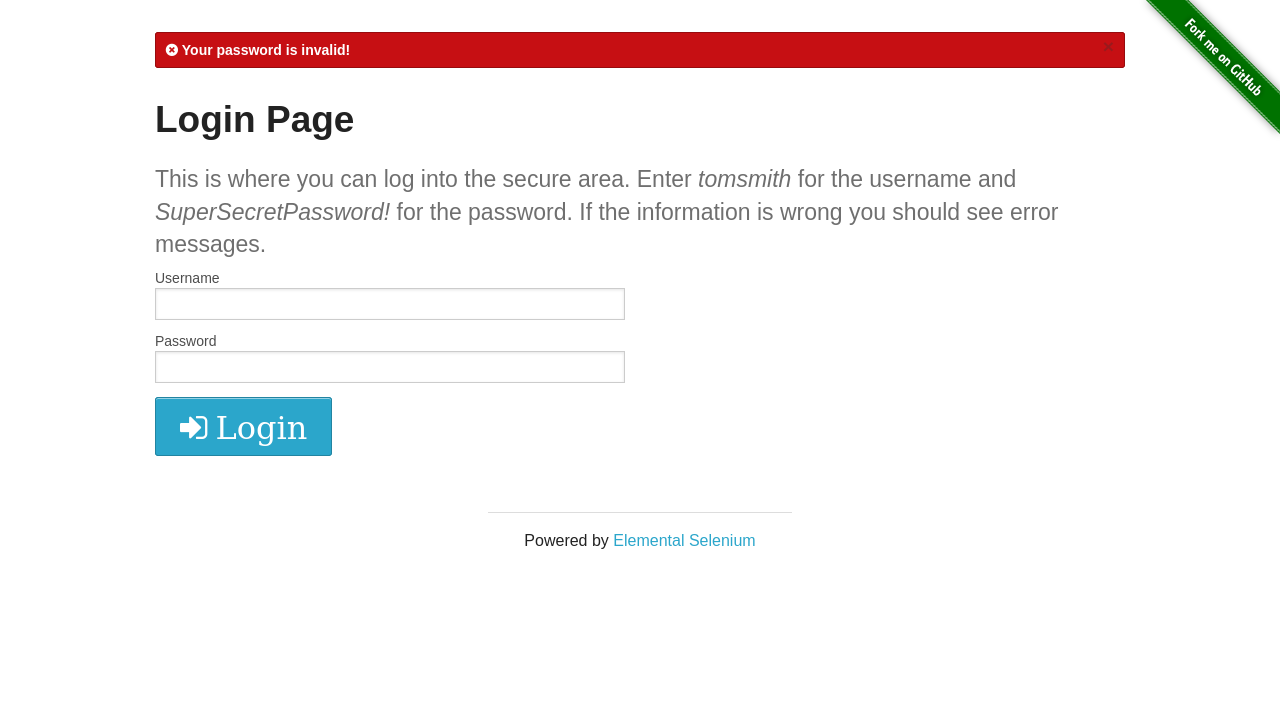 Your password is invalid!
×
Fork me on GitHub
Login Page
This is where you can log into the secure area. Enter tomsmith for the username and
SuperSecretPassword! for the password. If the information is wrong you should see error
messages.
Username
Password
Login
Powered by Elemental Selenium